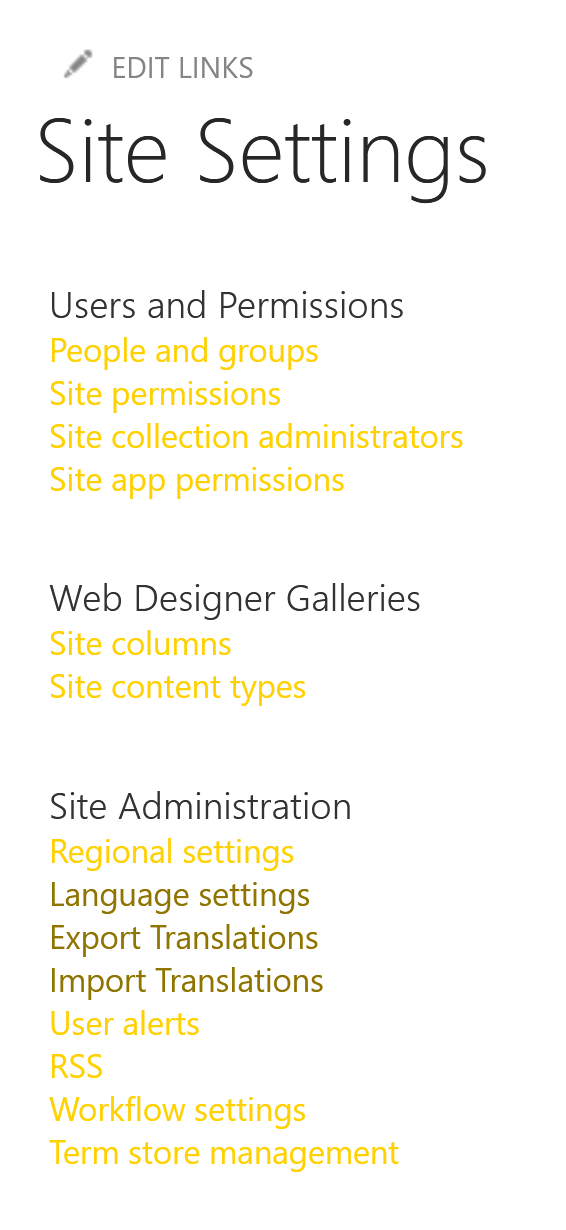 EDIT LINKS
Site Settings
Users and Permissions
People and groups
Site permissions
Site collection administrators
Site app permissions
Web Designer Galleries
Site columns
Site content types
Site Administration
Regional settings
Language settings
Export Translations
Import Translations
User alerts
RSS
Workflow settings
Term store management